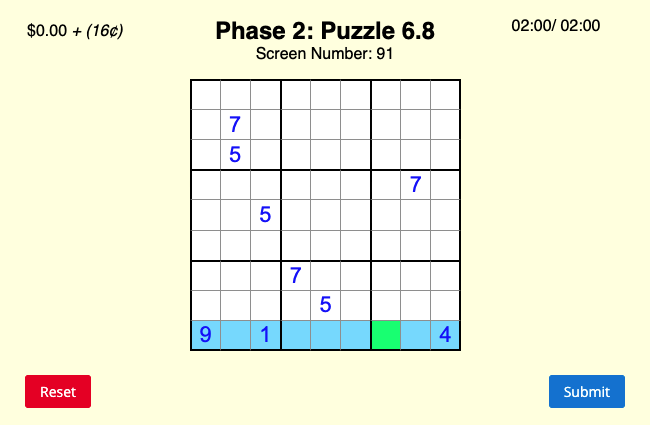 $0.00 + (16¢)
Phase 2: Puzzle 6.8
02:00/ 02:00
Screen Number: 91
7
5
7
5
7
5
9 1 4
Reset
Submit